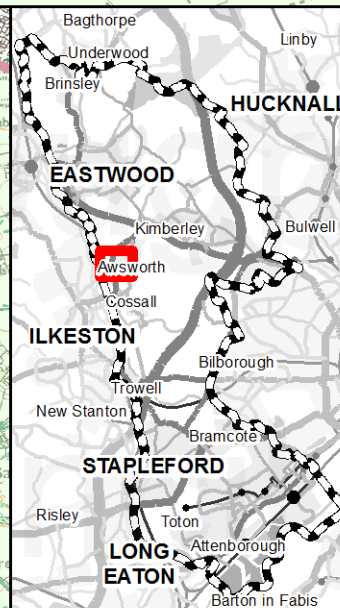 Bagthorpe
Linby
Underwood
Brinsley
HUCKNALL
EASTWOOD
Kimberley
Bulwell
Awsworth
Cossall
ILKESTON
Bilborough
Trowell
New Stanton
Bramcote
STAPLEFORD
Risley
Toton
LONG
EATON
Attenborough
Barton in Fabis